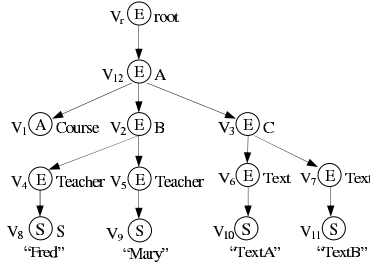 Vr E root
V12 E A
V1 A Course V2 E B V3 E C
V4 E Teacher V5 E Teacher V6 E Text V7 E Text
V8 S S V9 S V10 S V11 S
“Fred” “Mary” “TextA” “TextB”